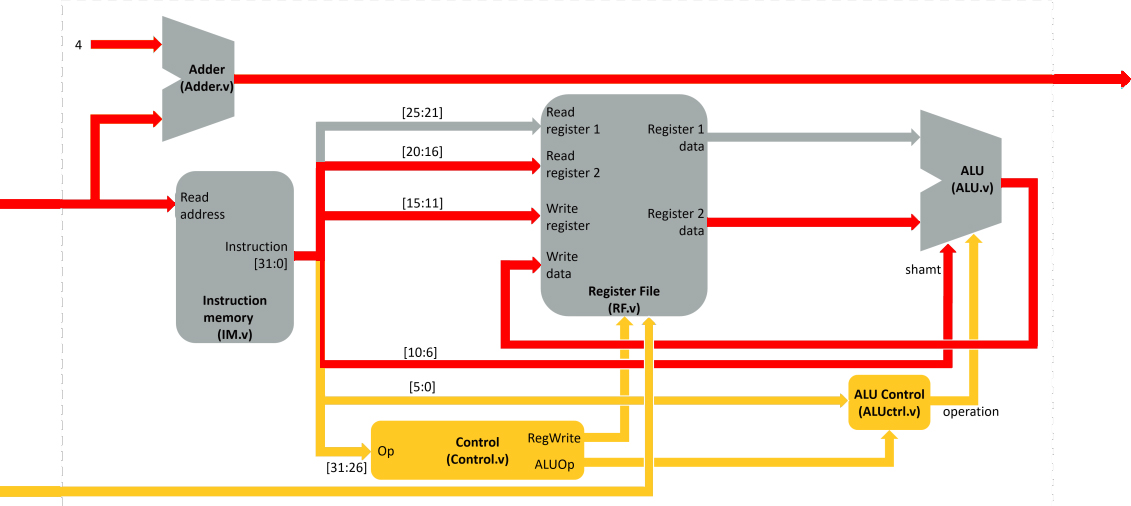 4
Adder
(Adder.v)
[25:21]
[20:16]
[15:11]
Read
address
Instruction
[31:0]
Instruction
memory
(IM.v)
Read
register 1
Read
register 2
Write
register
Write
data
Register 1
data
Register 2
data
Register File
(RF.v)
ALU
(ALU.v)
shamt
[10:6]
[5:0]
ALU Control
(ALUctrl.v)
operation
Op
Control
(Control.v)
RegWrite
ALUOp
[31:26]